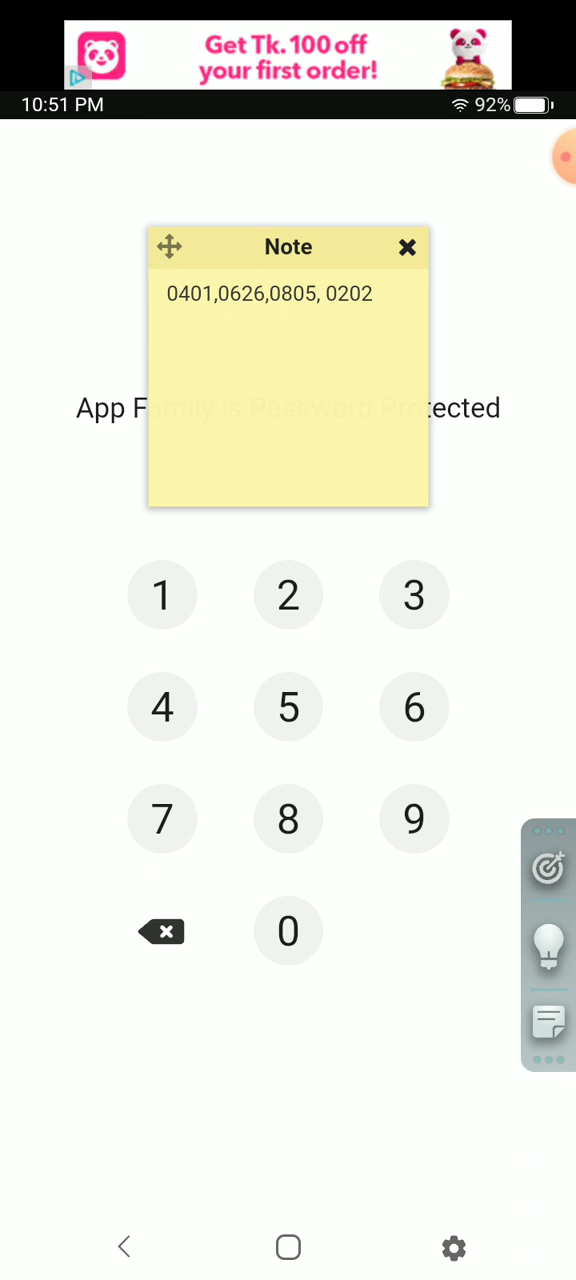 Get Tk. 100 off
your first order!
10:51 PM
92%
Note
0401,0626,0805, 0202
App Family is Password Protected
1 2 3
4 5 6
7 8 9
0